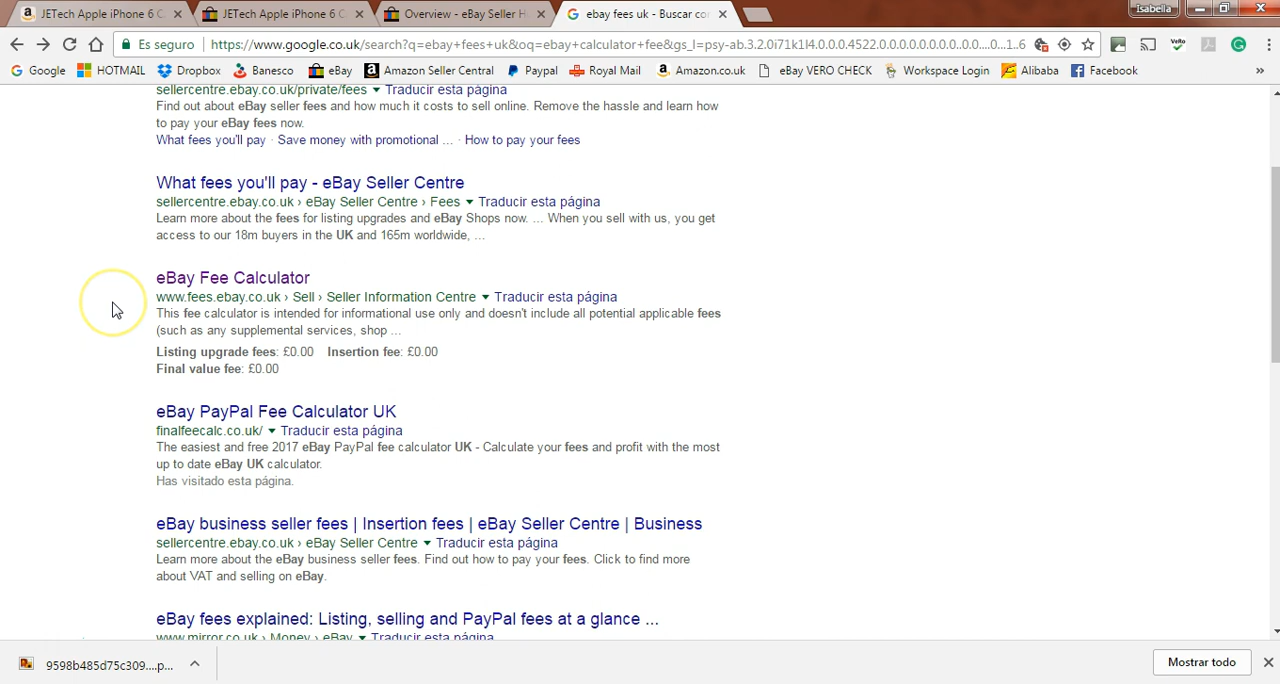 JETech Apple iPhone 6 C
JETech Apple iPhone 6 C
Overview - eBay Seller H
ebay fees uk - Buscar co
isabella
Es seguro
https://www.google.co.uk/search?q=ebay+fees+uk&oq=ebay+calculator+fee&gs_l=psy-ab.3.2.0i71k1l4.0.0.0.4522.0.0.0.0.0.0.0.0..0.0....0...1..6
Google HOTMAIL Dropbox Banesco eBay Amazon Seller Central Paypal Royal Mail Amazon.co.uk eBay VERO CHECK Workspace Login Alibaba Facebook »
sellercentre.ebay.co.uk/private/fees Traducir esta página
Find out about eBay seller fees and how much it costs to sell online. Remove the hassle and learn how
to pay your eBay fees now.
What fees you'll pay · Save money with promotional ... · How to pay your fees
What fees you'll pay - eBay Seller Centre
sellercentre.ebay.co.uk › eBay Seller Centre › Fees Traducir esta página
Learn more about the fees for listing upgrades and eBay Shops now. ... When you sell with us, you get
access to our 18m buyers in the UK and 165m worldwide, ...
eBay Fee Calculator
www.fees.ebay.co.uk › Sell › Seller Information Centre Traducir esta página
This fee calculator is intended for informational use only and doesn't include all potential applicable fees
(such as any supplemental services, shop ...
Listing upgrade fees: £0.00 Insertion fee: £0.00
Final value fee: £0.00
eBay PayPal Fee Calculator UK
finalfeecalc.co.uk/ Traducir esta página
The easiest and free 2017 eBay PayPal fee calculator UK - Calculate your fees and profit with the most
up to date eBay UK calculator.
Has visitado esta página.
eBay business seller fees | Insertion fees | eBay Seller Centre | Business
sellercentre.ebay.co.uk › eBay Seller Centre Traducir esta página
Learn more about the eBay business seller fees. Find out how to pay your fees. Click to find more
about VAT and selling on eBay.
eBay fees explained: Listing, selling and PayPal fees at a glance ...
www.mirror.co.uk › Money › eBay Traducir esta página
9598b485d75c309....p...
Mostrar todo